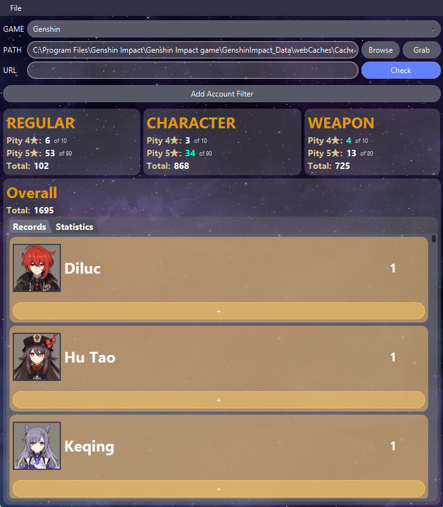 File
GAME Genshin
PATH C:\Program Files\Genshin Impact\Genshin Impact game\GenshinImpact_Data\webCaches\Cache Browse Grab
URL Check
Add Account Filter
REGULAR CHARACTER WEAPON
Pity 4★: 6 of 10 Pity 4★: 3 of 10 Pity 4★: 4 of 10
Pity 5★: 53 of 90 Pity 5★: 34 of 90 Pity 5★: 13 of 80
Total: 102 Total: 868 Total: 725
Overall
Total: 1695
Records Statistics
Diluc 1
+
Hu Tao 1
+
Keqing 1
+